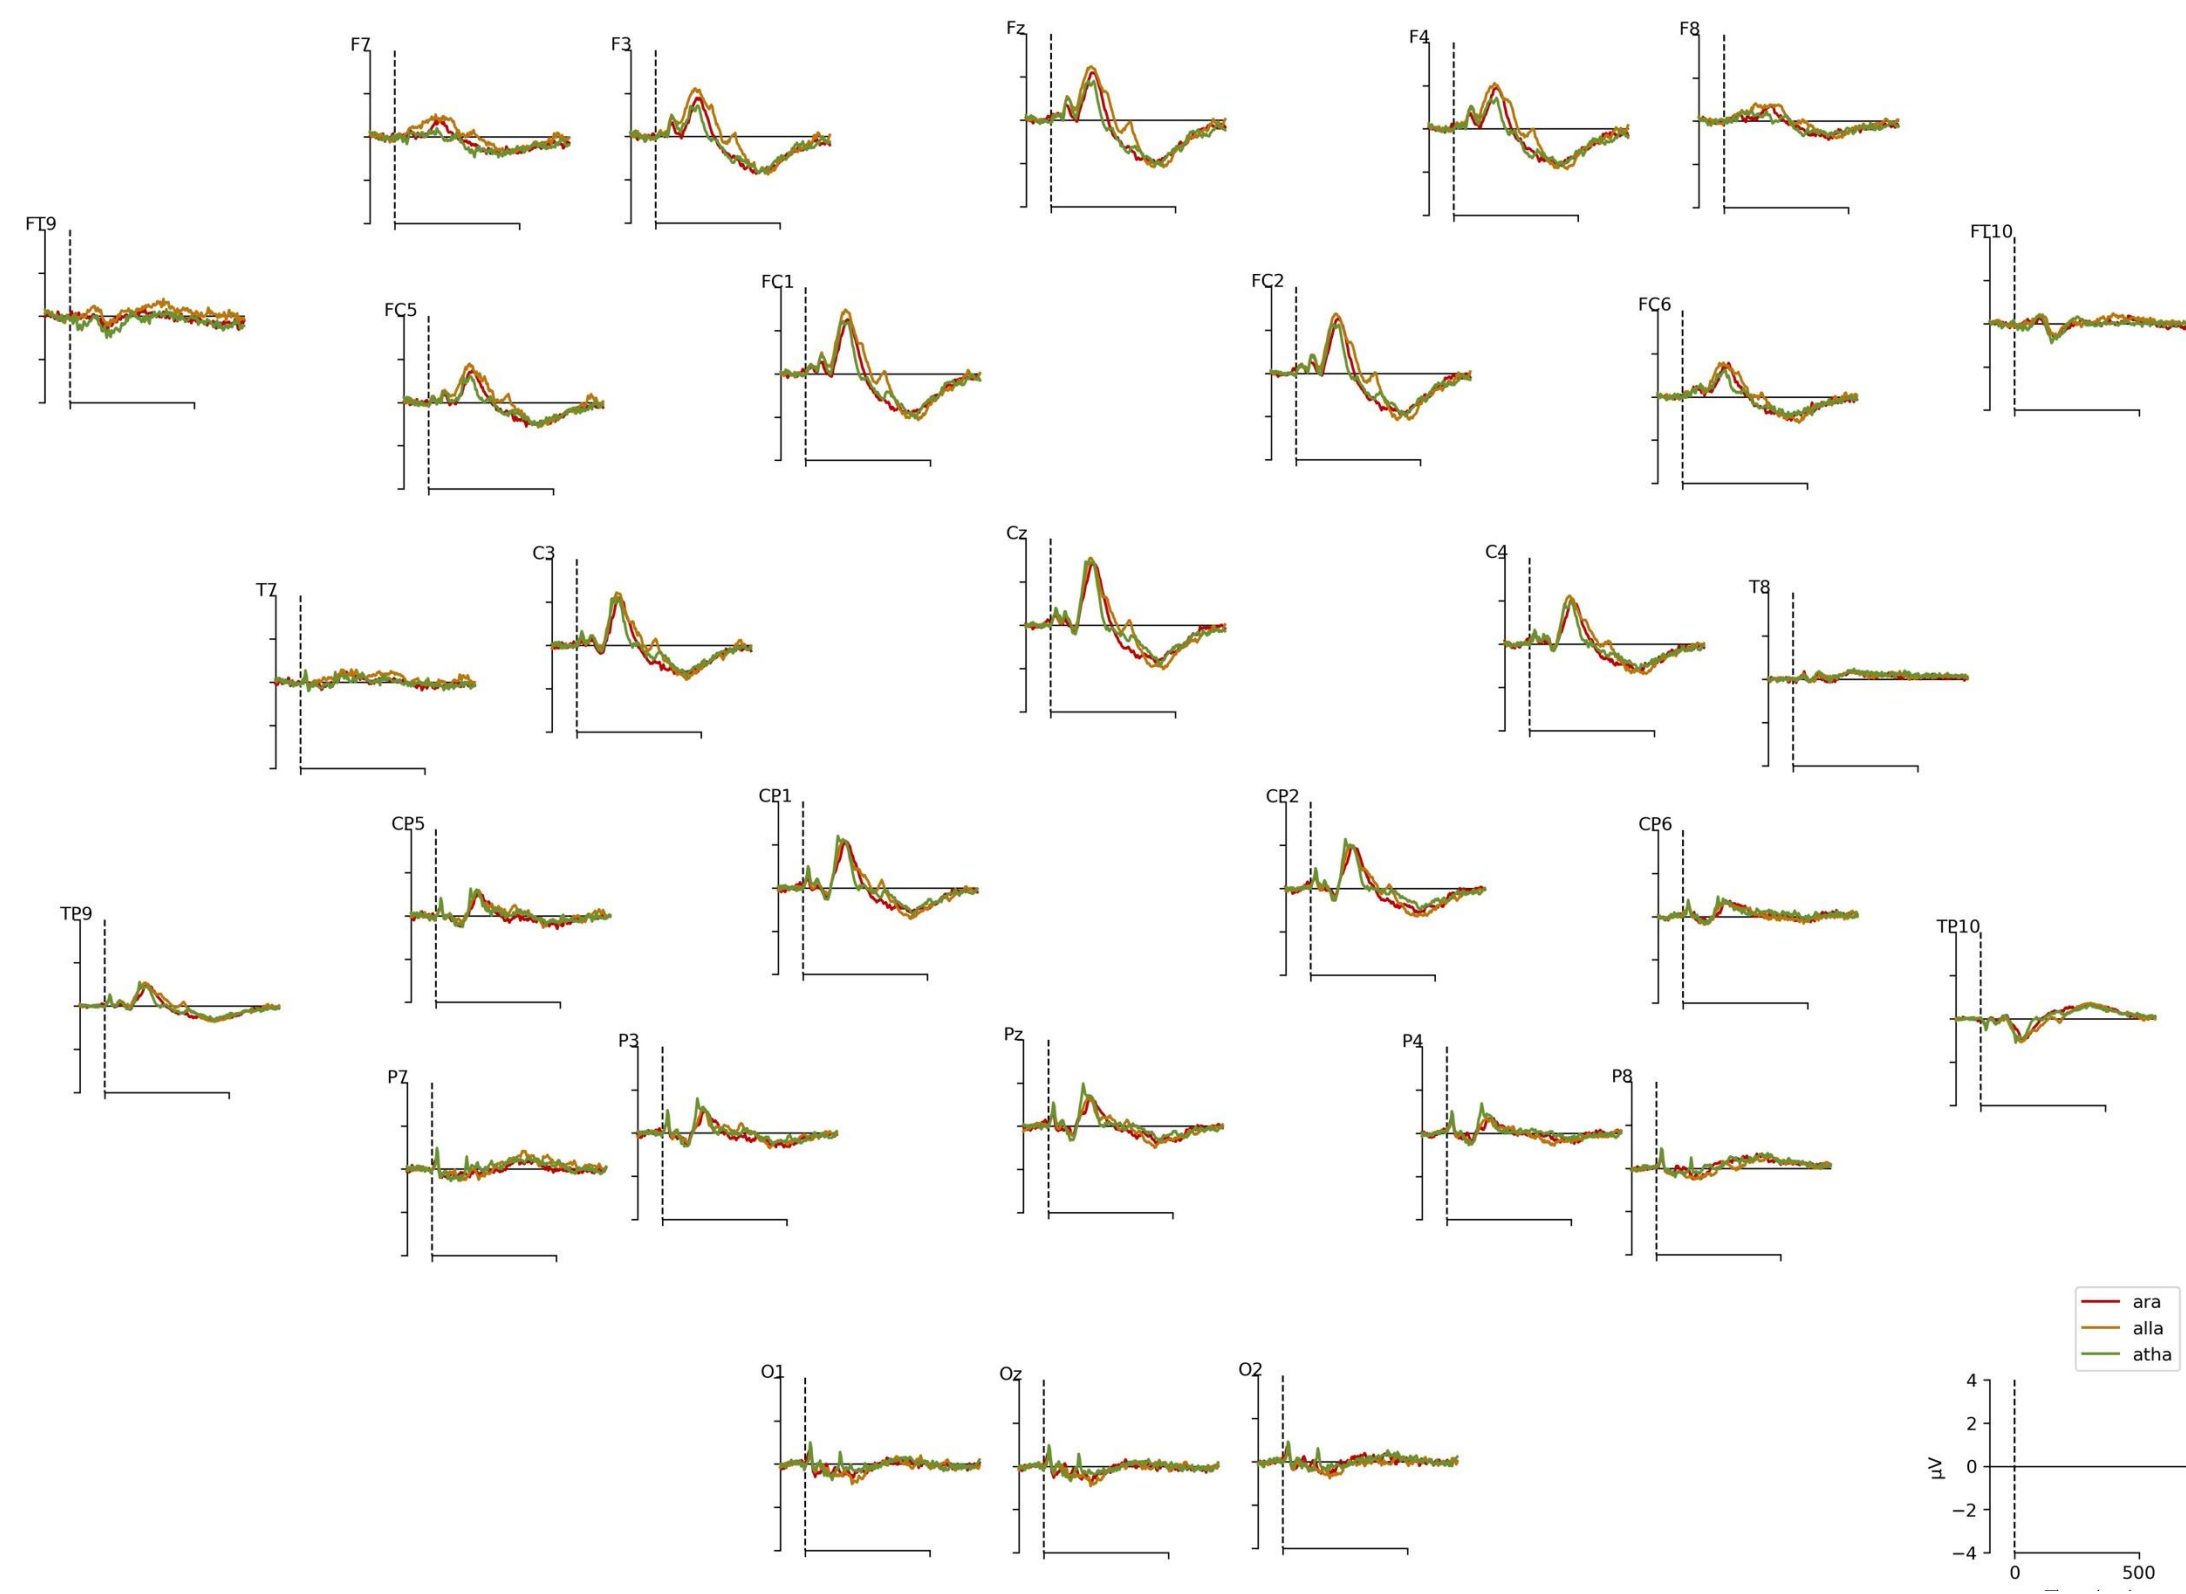 F7
F3
Fz
F4
F8
FT9
FT10
FC5
FC1
FC2
FC6
T7
C3
Cz
C4
T8
CP5
CP1
CP2
CP6
TP9
TP10
P7
P3
Pz
P4
P8
O1
Oz
O2
ara
alla
atha
4
2
0
−2
−4
µV
0 500